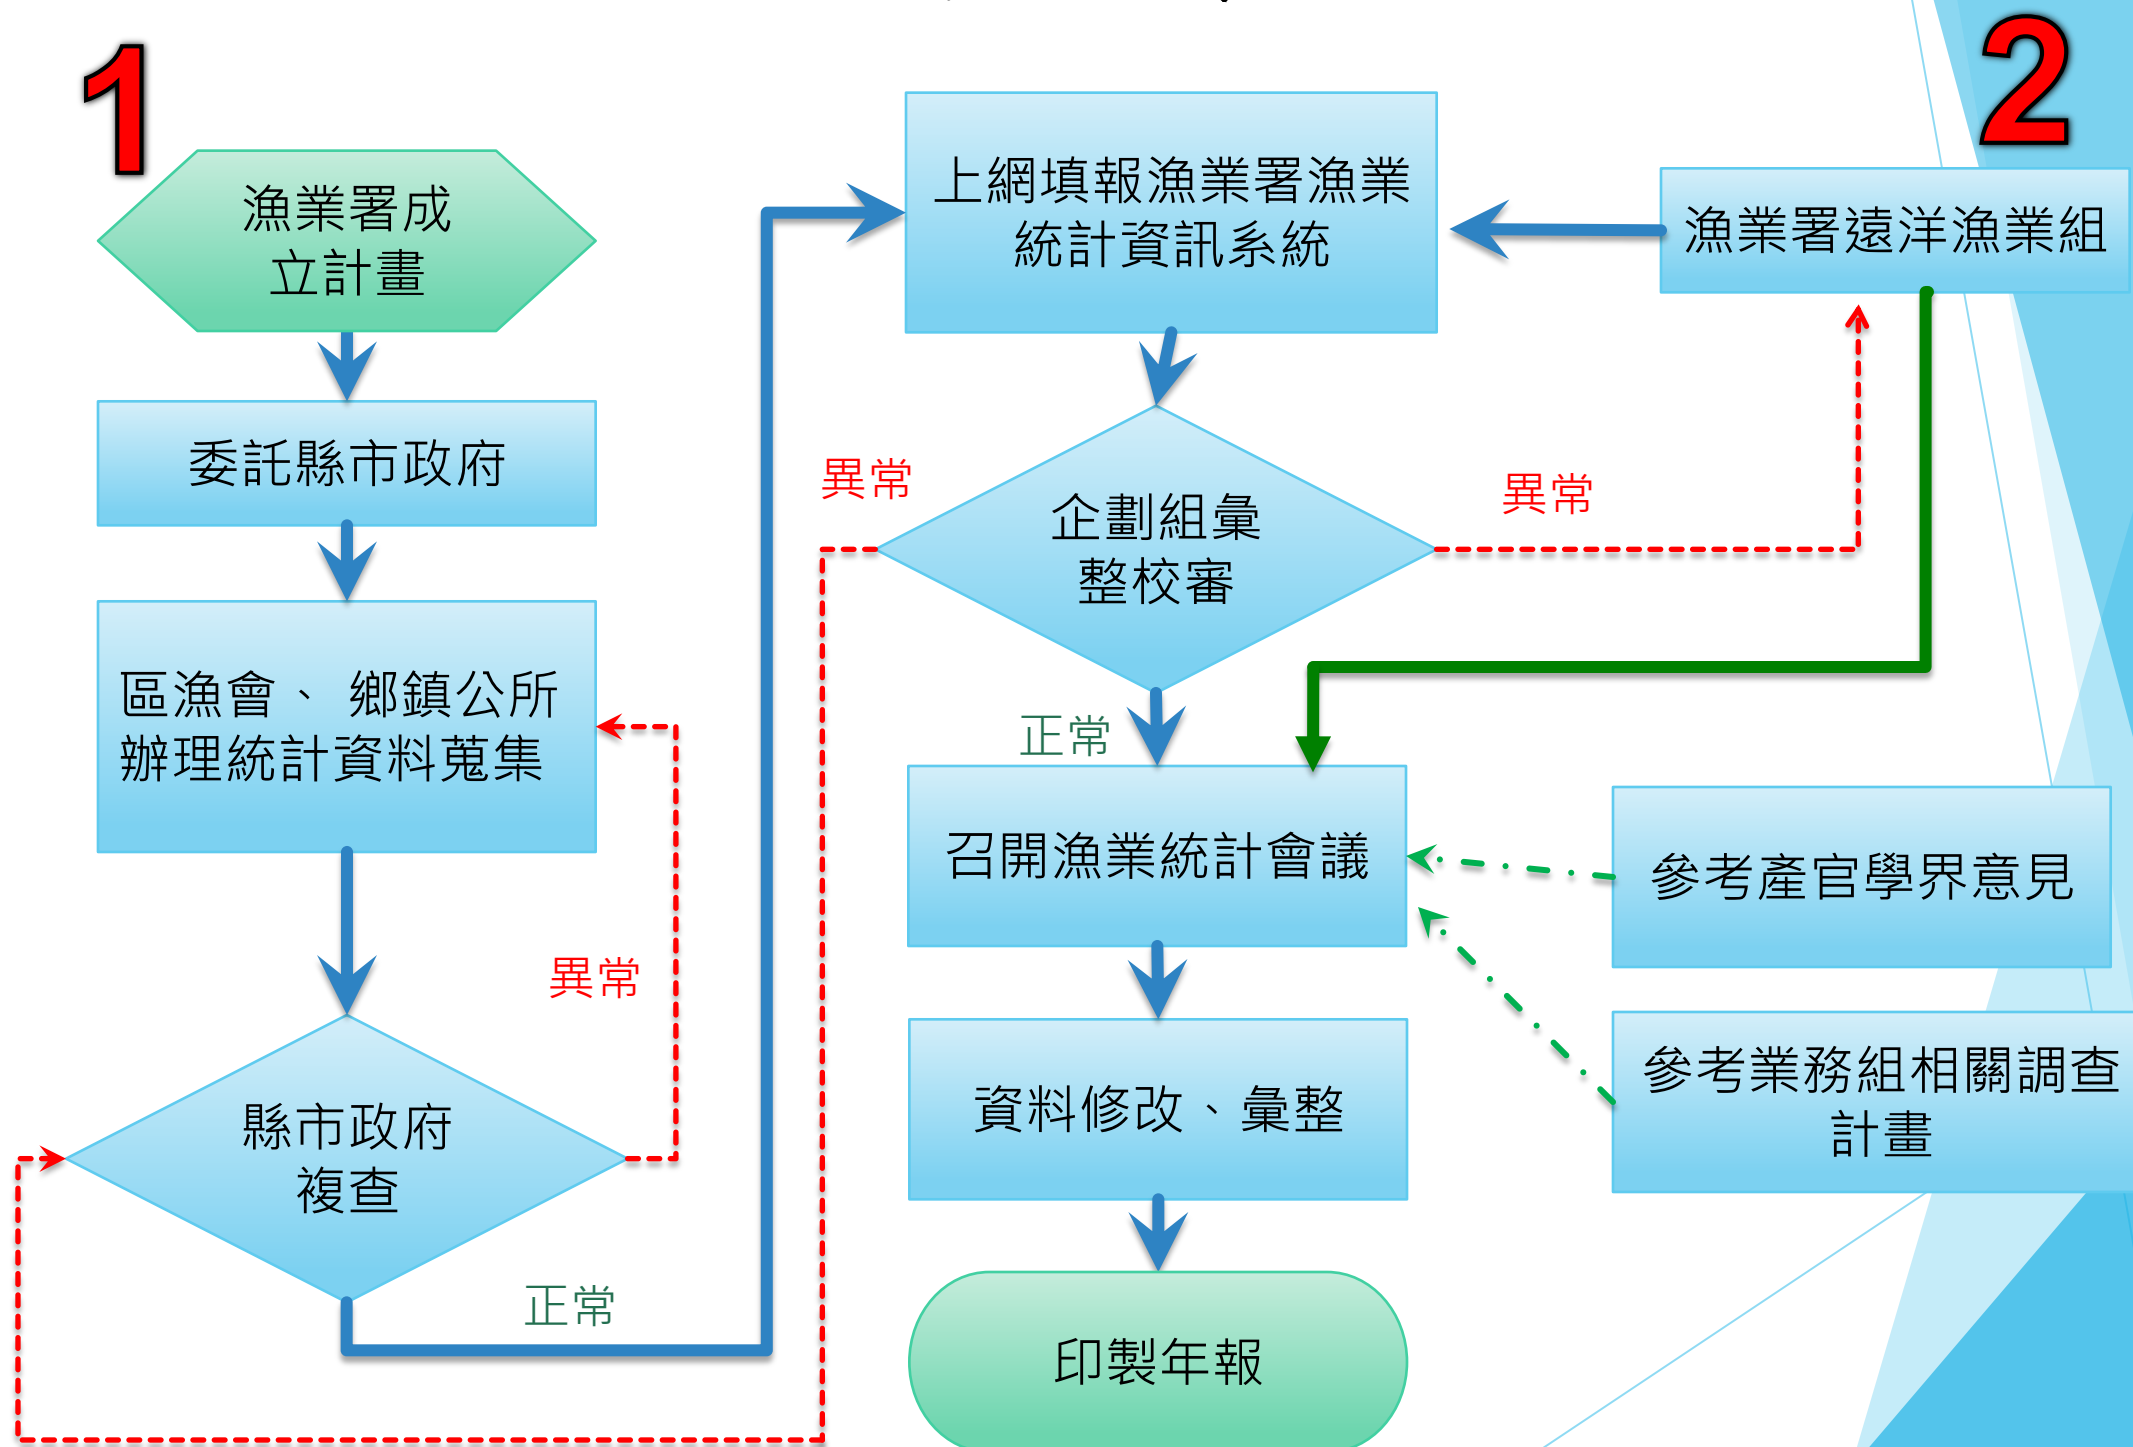 1
漁業署成
立計畫
委託縣市政府
區漁會、 鄉鎮公所
辦理統計資料蒐集
異常
縣市政府
複查
正常
上網填報漁業署漁業
統計資訊系統
異常
企劃組彙
整校審
異常
正常
召開漁業統計會議
資料修改、彙整
印製年報
2
漁業署遠洋漁業組
參考產官學界意見
參考業務組相關調查
計畫